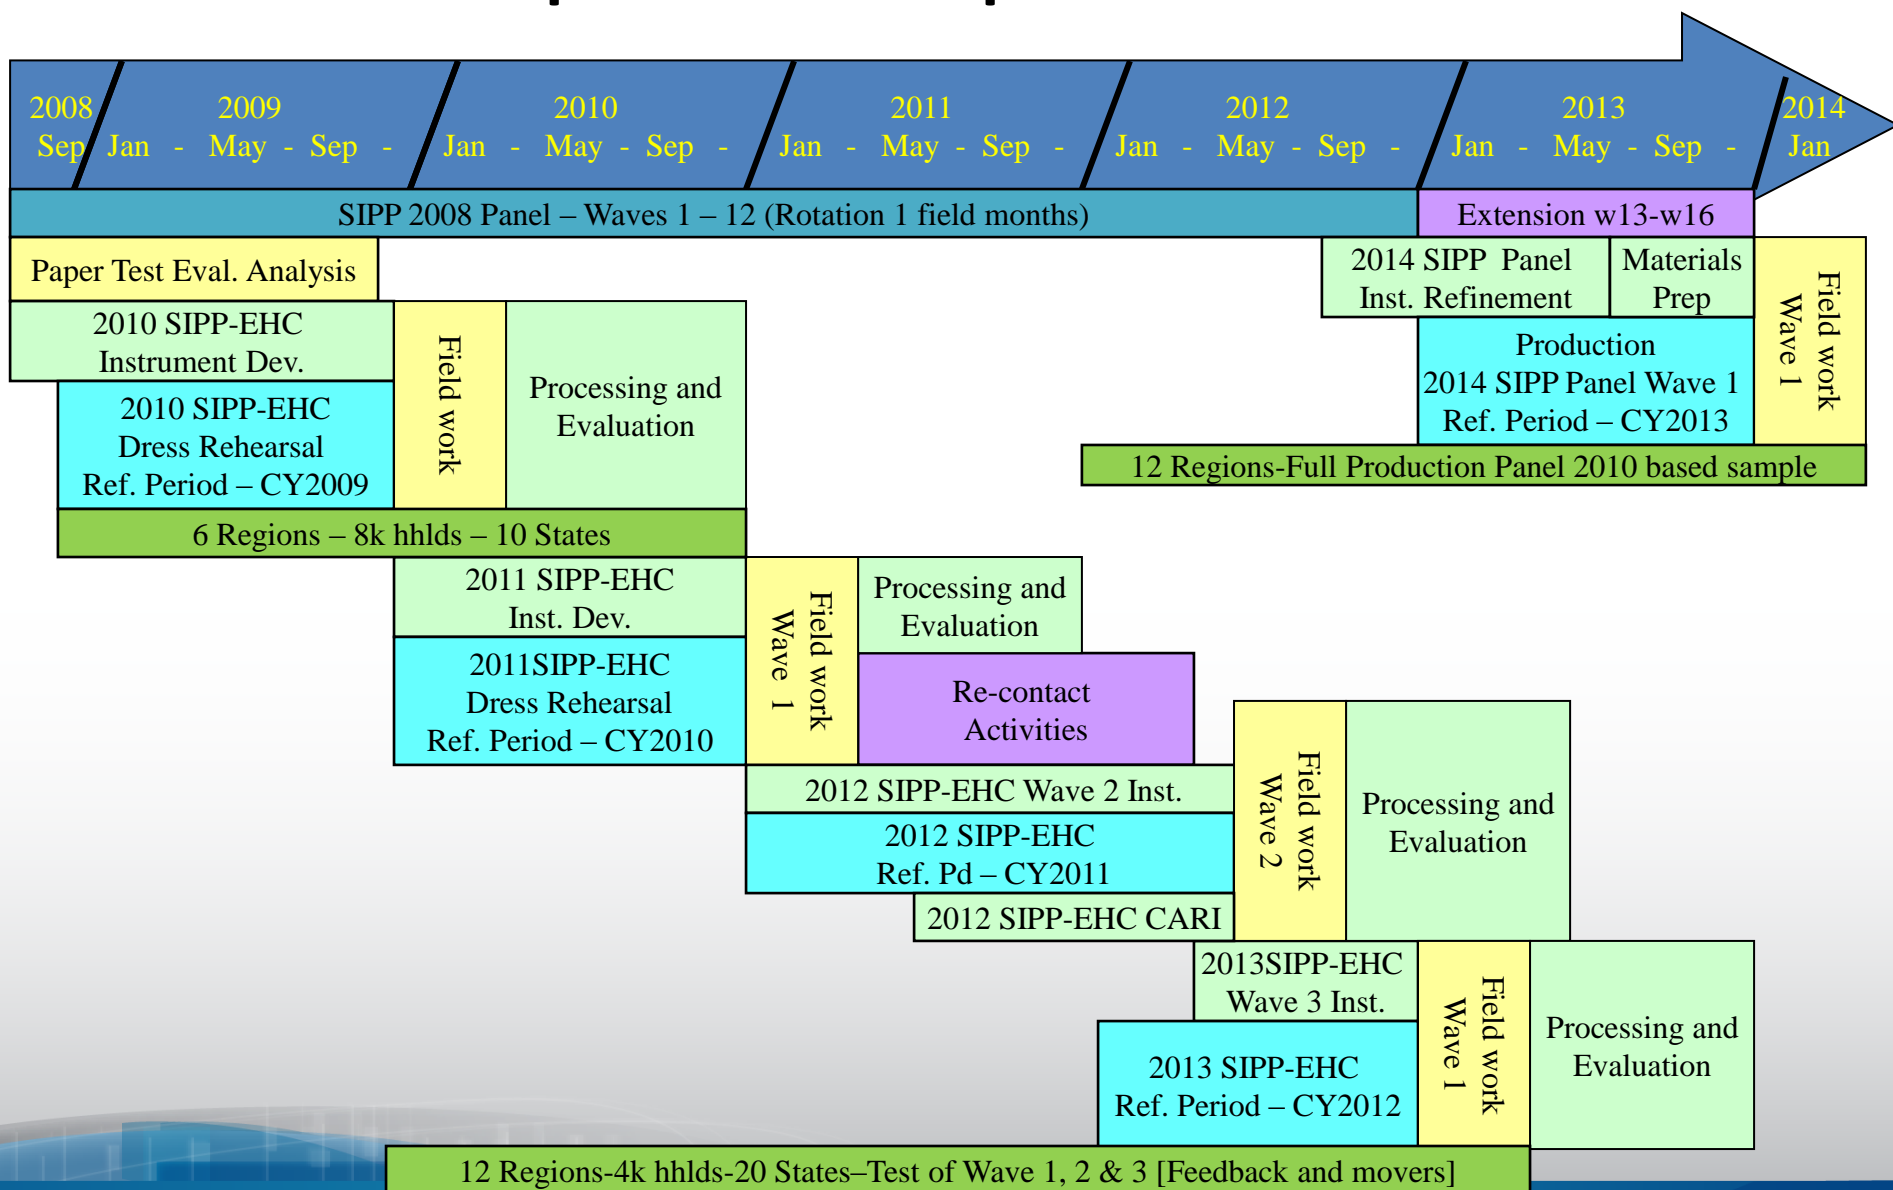 2008 2009 2010 2011 2012 2013 2014
Sep Jan - May - Sep - Jan - May - Sep - Jan - May - Sep - Jan - May - Sep - Jan - May - Sep - Jan
SIPP 2008 Panel – Waves 1 – 12 (Rotation 1 field months)
Extension w13-w16
Paper Test Eval. Analysis
2014 SIPP Panel
Inst. Refinement
Materials
Prep
Field work
Wave 1
2010 SIPP-EHC
Instrument Dev.
Field work
Processing and
Evaluation
Production
2014 SIPP Panel Wave 1
Ref. Period – CY2013
2010 SIPP-EHC
Dress Rehearsal
Ref. Period – CY2009
12 Regions-Full Production Panel 2010 based sample
6 Regions – 8k hhlds – 10 States
2011 SIPP-EHC
Inst. Dev.
Field work
Wave 1
Processing and
Evaluation
2011SIPP-EHC
Dress Rehearsal
Ref. Period – CY2010
Re-contact
Activities
2012 SIPP-EHC Wave 2 Inst.
Field work
Wave 2
Processing and
Evaluation
2012 SIPP-EHC
Ref. Pd – CY2011
2012 SIPP-EHC CARI
2013SIPP-EHC
Wave 3 Inst.
Field work
Wave 1
Processing and
Evaluation
2013 SIPP-EHC
Ref. Period – CY2012
12 Regions-4k hhlds-20 States–Test of Wave 1, 2 & 3 [Feedback and movers]